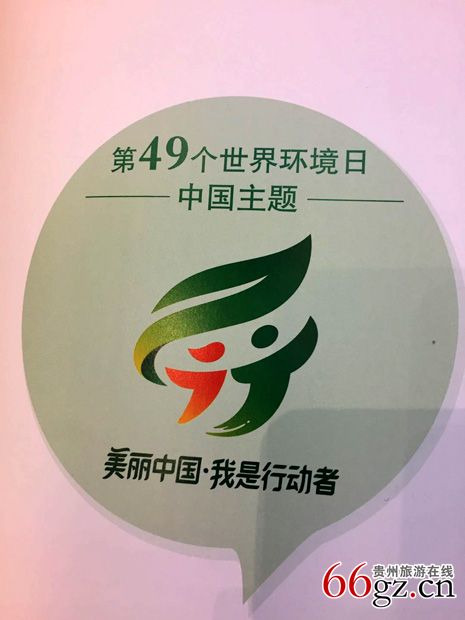 第49个世界环境日
中国主题
美丽中国·我是行动者
贵州旅游在线
66gz.cn